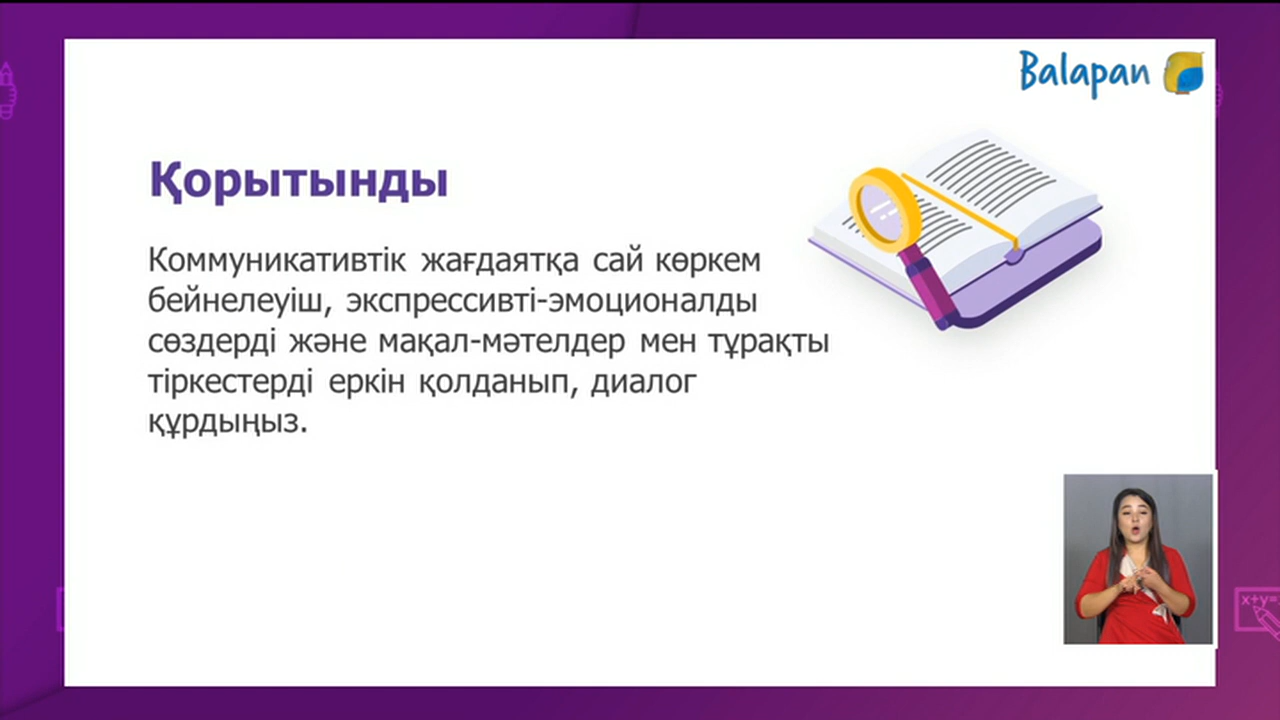 Balapan
Қорытынды
Коммуникативтік жағдаятқа сай көркем
бейнелеуіш, экспрессивті-эмоционалды
сөздерді және мақал-мәтелдер мен тұрақты
тіркестерді еркін қолданып, диалог
құрдыңыз.
x+y=